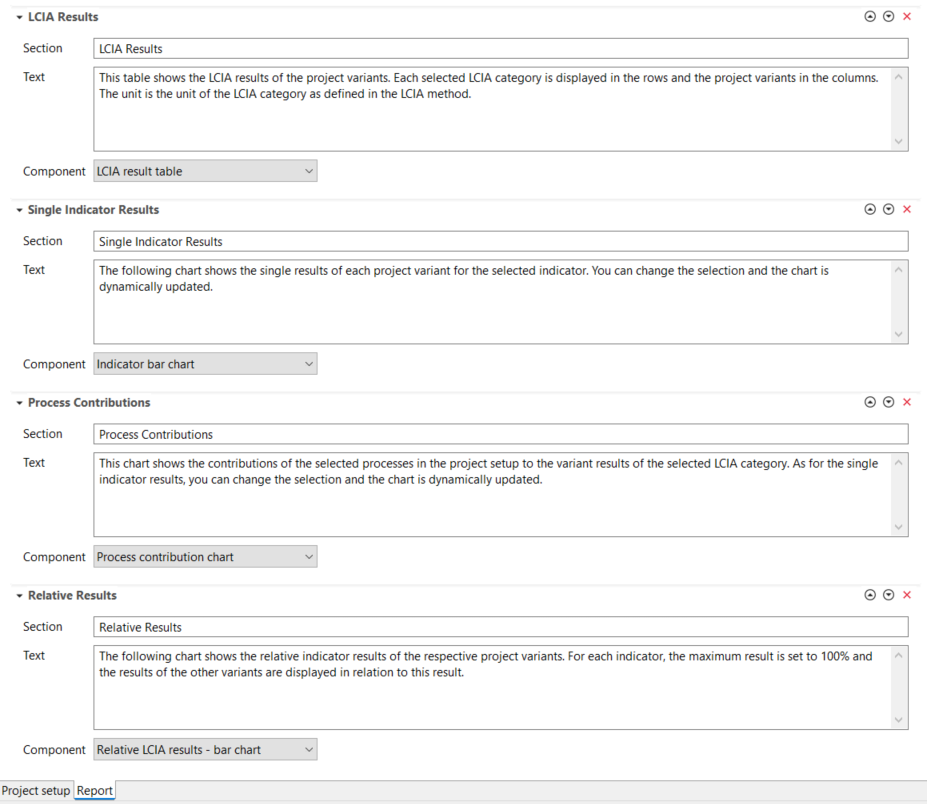 LCIA Results
Section LCIA Results
Text This table shows the LCIA results of the project variants. Each selected LCIA category is displayed in the rows and the project variants in the columns.
The unit is the unit of the LCIA category as defined in the LCIA method.
Component LCIA result table
Single Indicator Results
Section Single Indicator Results
Text The following chart shows the single results of each project variant for the selected indicator. You can change the selection and the chart is
dynamically updated.
Component Indicator bar chart
Process Contributions
Section Process Contributions
Text This chart shows the contributions of the selected processes in the project setup to the variant results of the selected LCIA category. As for the single
indicator results, you can change the selection and the chart is dynamically updated.
Component Process contribution chart
Relative Results
Section Relative Results
Text The following chart shows the relative indicator results of the respective project variants. For each indicator, the maximum result is set to 100% and
the results of the other variants are displayed in relation to this result.
Component Relative LCIA results - bar chart
Project setup Report